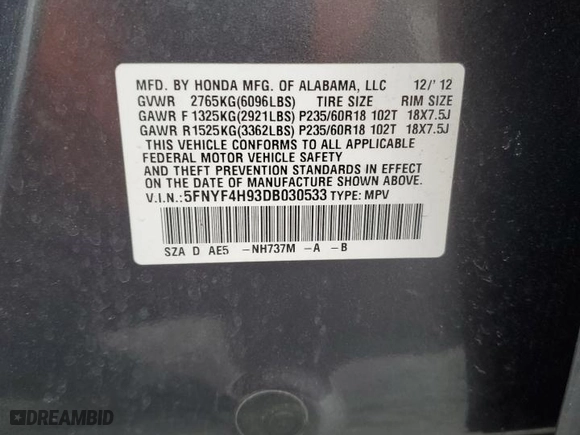 MFD. BY HONDA MFG. OF ALABAMA, LLC 12/' 12
GVWR 2765KG(6096LBS) TIRE SIZE RIM SIZE
GAWR F 1325KG(2921LBS) P235/60R18 102T 18X7.5J
GAWR R 1525KG(3362LBS) P235/60R18 102T 18X7.5J
THIS VEHICLE CONFORMS TO ALL APPLICABLE
FEDERAL MOTOR VEHICLE SAFETY
AND THEFT PREVENTION STANDARDS IN EFFECT
ON THE DATE OF MANUFACTURE SHOWN ABOVE.
V.I.N.: 5FNYF4H93DB030533 TYPE: MPV
SZA D AE5 -NH737M -A -B
DREAMBID